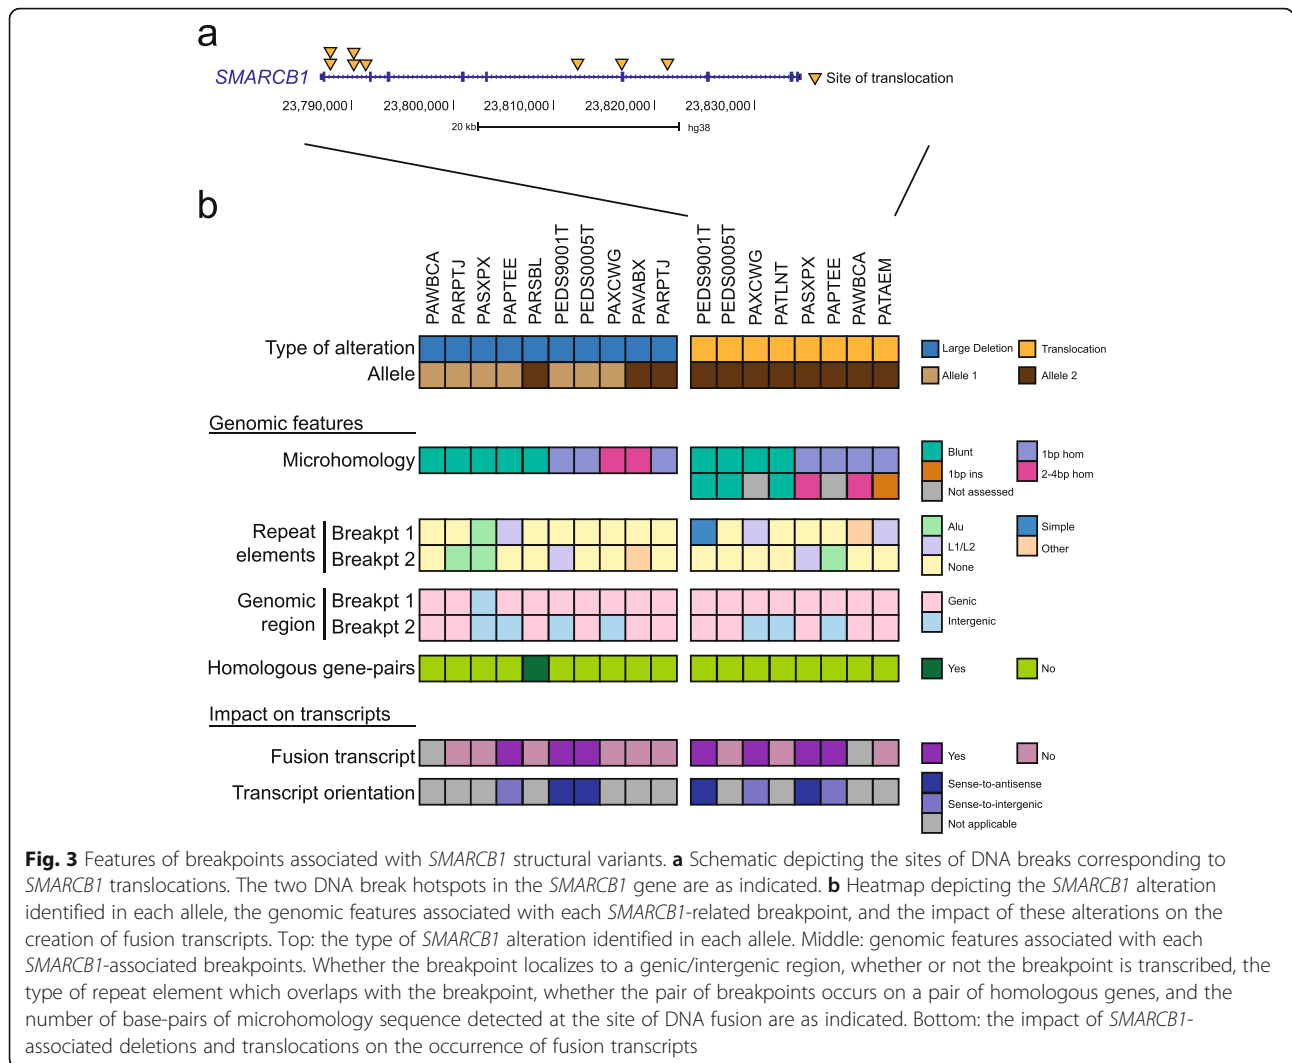 a
SMARCB1
Site of translocation
23,790,000 23,800,000 23,810,000 23,820,000 23,830,000
20 kb hg38
b
PAWBCA PARPTJ PASXPX PAPTEE PARSBL PEDS9001T PEDS0005T PAXCWG PAVABX PARPTJ PEDS9001T PEDS0005T PAXCWG PATLNT PASXPX PAPTEE PAWBCA PATAEM
Type of alteration Large Deletion Translocation
Allele Allele 1 Allele 2
Genomic features
Microhomology Blunt 1bp hom
1bp ins 2-4bp hom
Not assessed
Repeat elements Breakpt 1 Alu Simple
Breakpt 2 L1/L2 Other
None
Genomic region Breakpt 1 Genic
Breakpt 2 Intergenic
Homologous gene-pairs Yes No
Impact on transcripts
Fusion transcript Yes No
Transcript orientation Sense-to-antisense
Sense-to-intergenic
Not applicable
Fig. 3 Features of breakpoints associated with SMARCB1 structural variants. a Schematic depicting the sites of DNA breaks corresponding to
SMARCB1 translocations. The two DNA break hotspots in the SMARCB1 gene are as indicated. b Heatmap depicting the SMARCB1 alteration
identified in each allele, the genomic features associated with each SMARCB1-related breakpoint, and the impact of these alterations on the
creation of fusion transcripts. Top: the type of SMARCB1 alteration identified in each allele. Middle: genomic features associated with each
SMARCB1-associated breakpoints. Whether the breakpoint localizes to a genic/intergenic region, whether or not the breakpoint is transcribed, the
type of repeat element which overlaps with the breakpoint, whether the pair of breakpoints occurs on a pair of homologous genes, and the
number of base-pairs of microhomology sequence detected at the site of DNA fusion are as indicated. Bottom: the impact of SMARCB1-
associated deletions and translocations on the occurrence of fusion transcripts